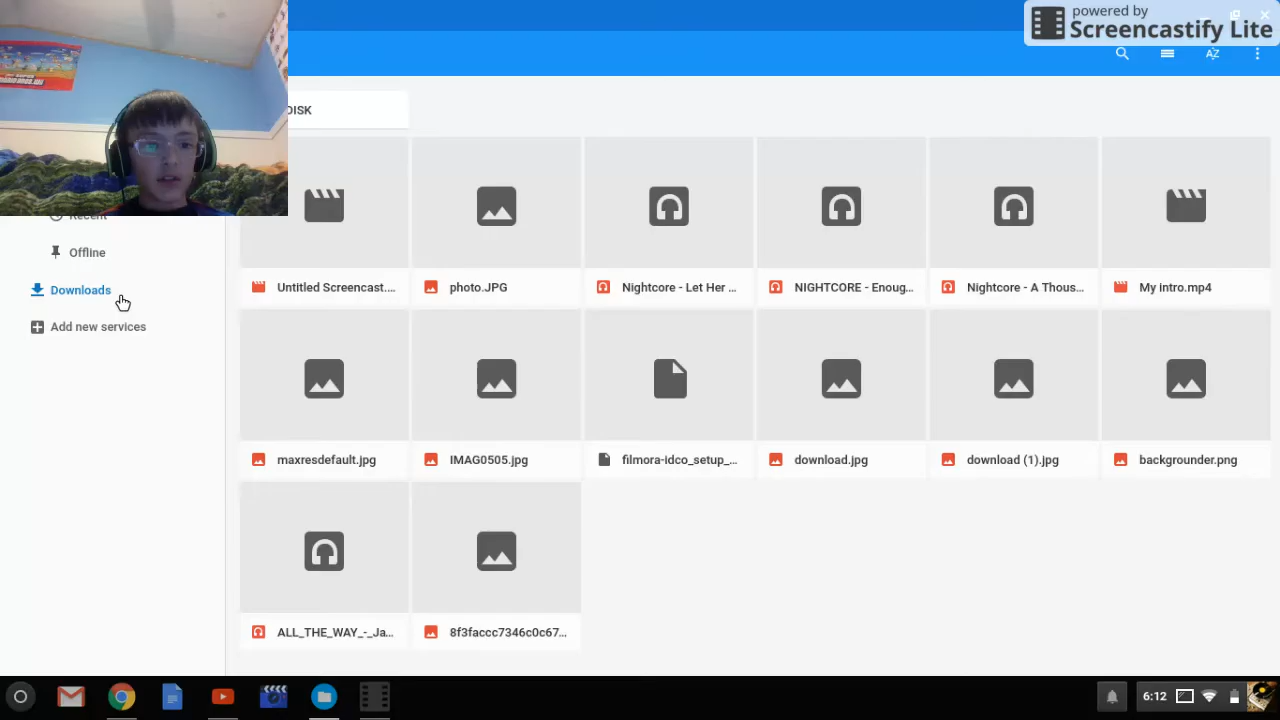 powered by
Screencastify Lite
DISK
Recent
Offline
Downloads
Add new services
Untitled Screencast....
photo.JPG
Nightcore - Let Her ...
NIGHTCORE - Enoug...
Nightcore - A Thous...
My intro.mp4
maxresdefault.jpg
IMAG0505.jpg
filmora-idco_setup_...
download.jpg
download (1).jpg
backgrounder.png
ALL_THE_WAY_-_Ja...
8f3faccc7346c0c67...
6:12